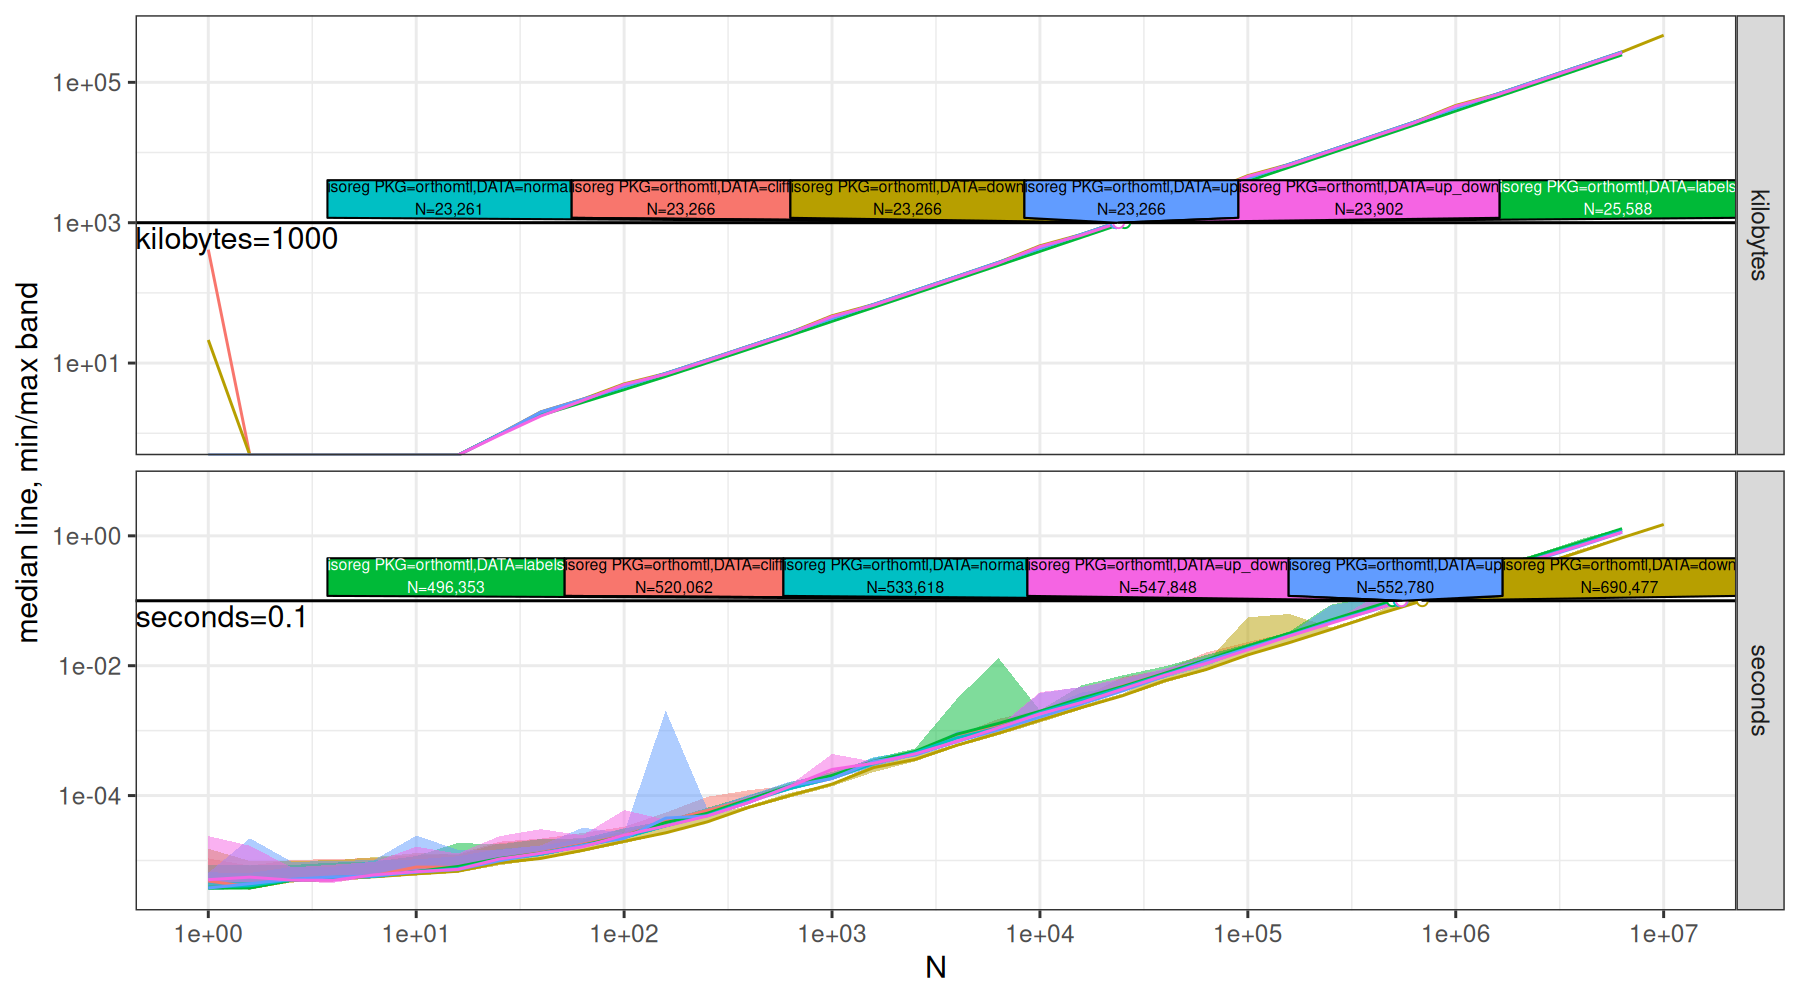 median line, min/max band
1e+05
1e+03
1e+01
isoreg PKG=orthomtl,DATA=norma
N=23,261
isoreg PKG=orthomtl,DATA=cliff
N=23,266
isoreg PKG=orthomtl,DATA=down
N=23,266
isoreg PKG=orthomtl,DATA=up
N=23,266
isoreg PKG=orthomtl,DATA=up_down
N=23,902
isoreg PKG=orthomtl,DATA=labels
N=25,588
kilobytes=1000
kilobytes
1e+00
1e-02
1e-04
isoreg PKG=orthomtl,DATA=labels
N=496,353
isoreg PKG=orthomtl,DATA=cliff
N=520,062
isoreg PKG=orthomtl,DATA=norma
N=533,618
isoreg PKG=orthomtl,DATA=up_down
N=547,848
isoreg PKG=orthomtl,DATA=up
N=552,780
isoreg PKG=orthomtl,DATA=down
N=690,477
seconds=0.1
seconds
1e+00 1e+01 1e+02 1e+03 1e+04 1e+05 1e+06 1e+07
N